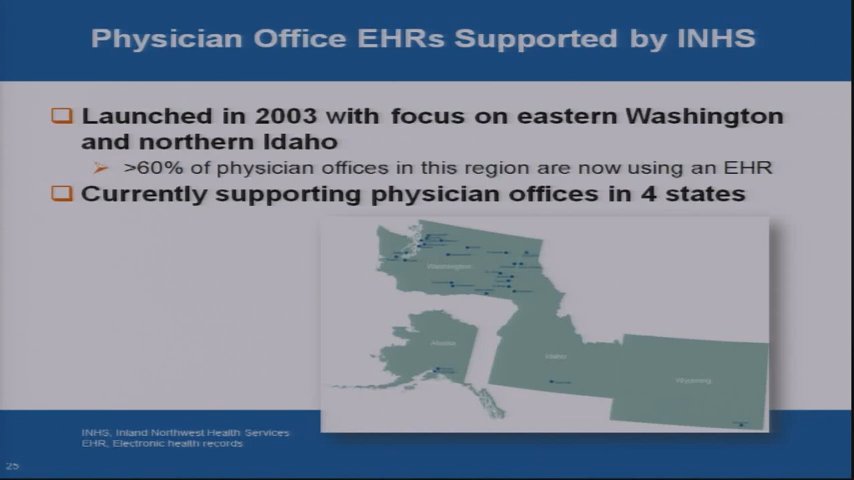 Physician Office EHRs Supported by INHS
Launched in 2003 with focus on eastern Washington
and northern Idaho
>60% of physician offices in this region are now using an EHR
Currently supporting physician offices in 4 states
Washington
Alaska
Idaho
Wyoming
INHS, Inland Northwest Health Services
EHR, Electronic health records
25